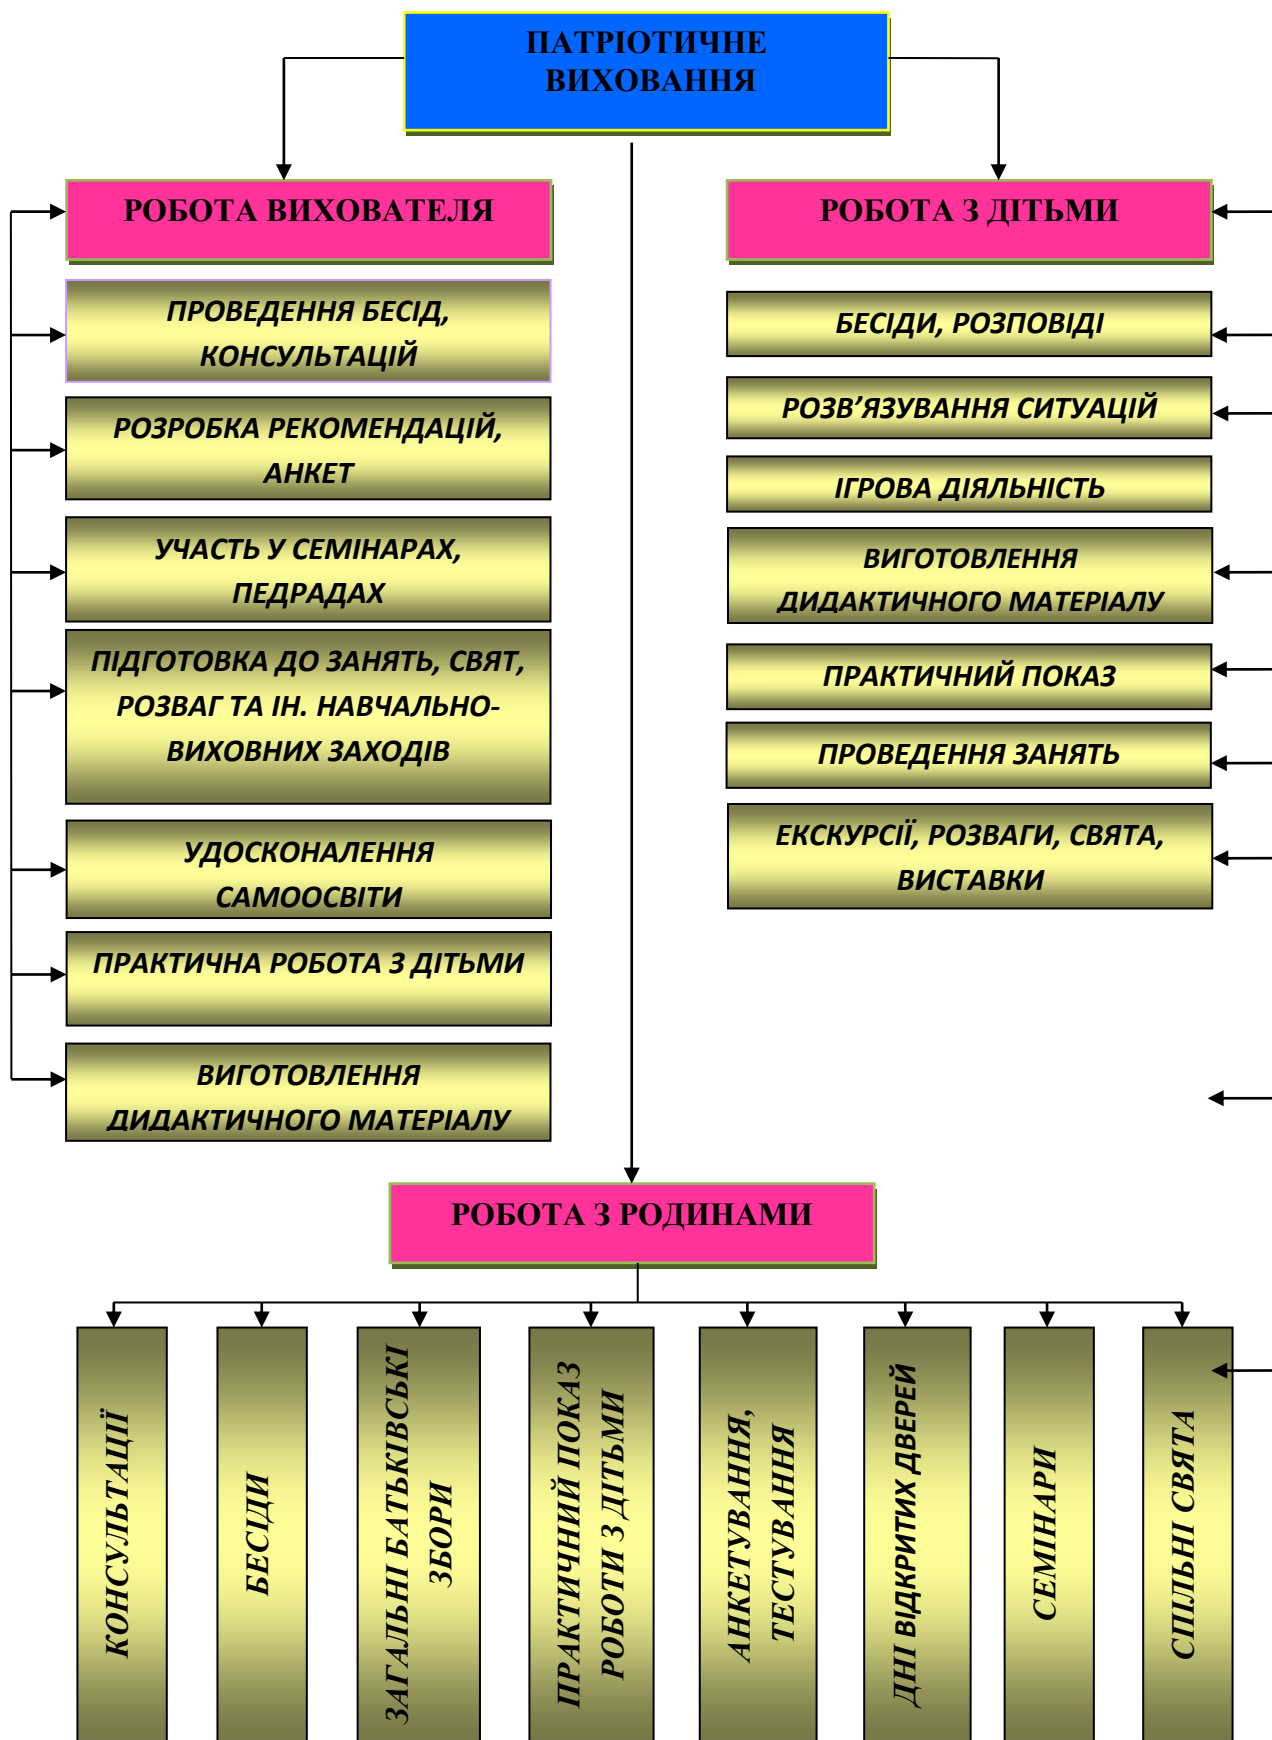 ПАТРІОТИЧНЕ
ВИХОВАННЯ
РОБОТА ВИХОВАТЕЛЯ
ПРОВЕДЕННЯ БЕСІД,
КОНСУЛЬТАЦІЙ
РОЗРОБКА РЕКОМЕНДАЦІЙ,
АНКЕТ
УЧАСТЬ У СЕМІНАРАХ,
ПЕДРАДАХ
ПІДГОТОВКА ДО ЗАНЯТЬ, СВЯТ,
РОЗВАГ ТА ІН. НАВЧАЛЬНО-
ВИХОВНИХ ЗАХОДІВ
УДОСКОНАЛЕННЯ
САМООСВІТИ
ПРАКТИЧНА РОБОТА З ДІТЬМИ
ВИГОТОВЛЕННЯ
ДИДАКТИЧНОГО МАТЕРІАЛУ
РОБОТА З ДІТЬМИ
БЕСІДИ, РОЗПОВІДІ
РОЗВ’ЯЗУВАННЯ СИТУАЦІЙ
ІГРОВА ДІЯЛЬНІСТЬ
ВИГОТОВЛЕННЯ
ДИДАКТИЧНОГО МАТЕРІАЛУ
ПРАКТИЧНИЙ ПОКАЗ
ПРОВЕДЕННЯ ЗАНЯТЬ
ЕКСКУРСІЇ, РОЗВАГИ, СВЯТА,
ВИСТАВКИ
РОБОТА З РОДИНАМИ
КОНСУЛЬТАЦІЇ
БЕСІДИ
ЗАГАЛЬНІ БАТЬКІВСЬКІ
ЗБОРИ
ПРАКТИЧНИЙ ПОКАЗ
РОБОТИ З ДІТЬМИ
АНКЕТУВАННЯ,
ТЕСТУВАННЯ
ДНІ ВІДКРИТИХ ДВЕРЕЙ
СЕМІНАРИ
СПІЛЬНІ СВЯТА